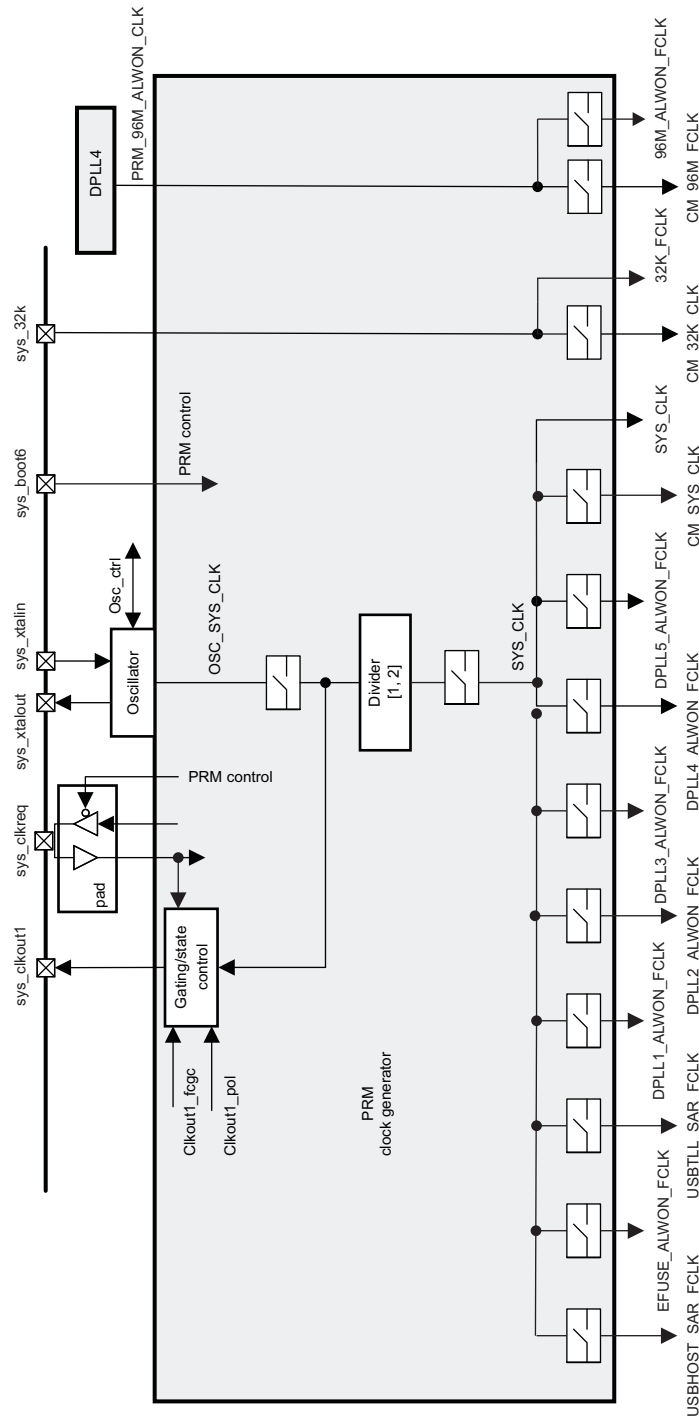 sys_clkout1
sys_clkreq
sys_xtalout
sys_xtalin
sys_boot6
sys_32k
pad
PRM control
Oscillator
Osc_ctrl
PRM control
DPLL4
PRM_96M_ALWON_CLK
Gating/state
control
Clkout1_fcgc
Clkout1_pol
OSC_SYS_CLK
PRM
clock generator
Divider
[1, 2]
SYS_CLK
USBHOST_SAR_FCLK
EFUSE_ALWON_FCLK
USBTLL_SAR_FCLK
DPLL1_ALWON_FCLK
DPLL2_ALWON_FCLK
DPLL3_ALWON_FCLK
DPLL4_ALWON_FCLK
DPLL5_ALWON_FCLK
CM_SYS_CLK
SYS_CLK
CM_32K_CLK
32K_FCLK
CM_96M_FCLK
96M_ALWON_FCLK